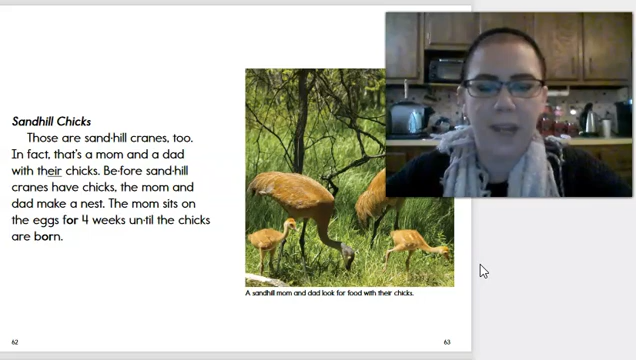 Sandhill Chicks
Those are sand-hill cranes, too.
In fact, that's a mom and a dad
with their chicks. Be-fore sand-hill
cranes have chicks, the mom and
dad make a nest. The mom sits on
the eggs for 4 weeks un-til the chicks
are born.
A sandhill mom and dad look for food with their chicks.
62
63